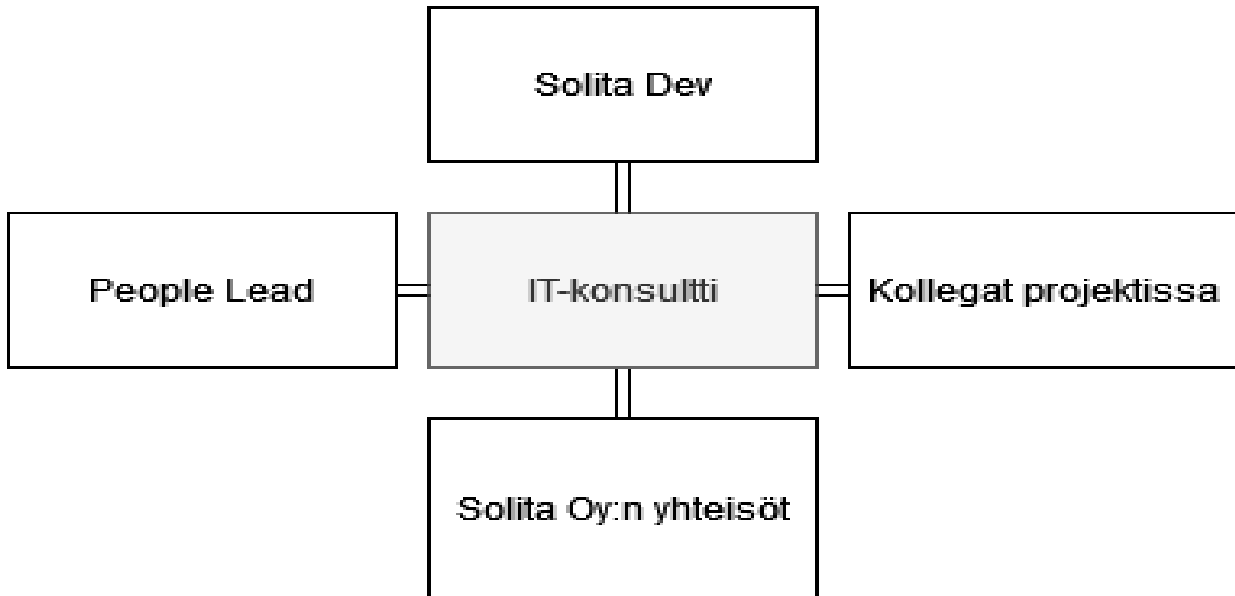 Solita Dev
People Lead
IT-konsultti
Kollegat projektissa
Solita Oy:n yhteisöt